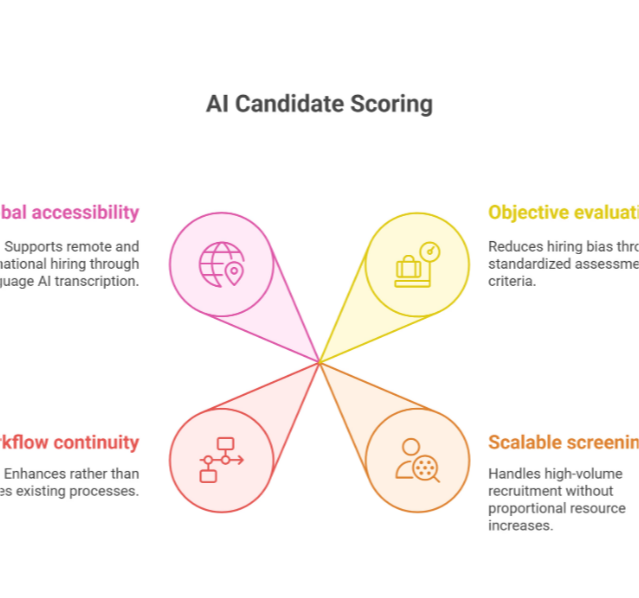 AI Candidate Scoring
bal accessibility
Supports remote and
national hiring through
guage AI transcription.
Objective evaluati
Reduces hiring bias thro
standardized assessme
criteria.
rkflow continuity
Enhances rather than
es existing processes.
Scalable screenin
Handles high-volume
recruitment without
proportional resource
increases.